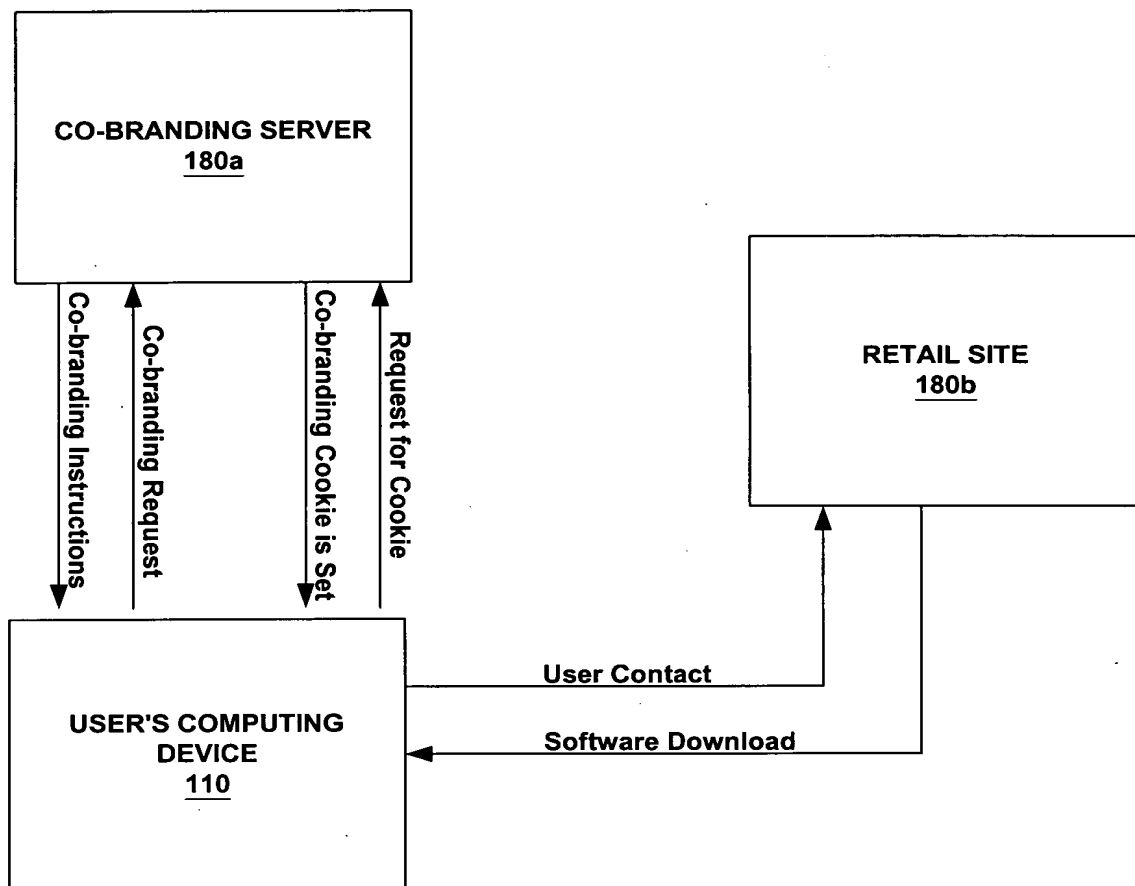 CO-BRANDING SERVER
180a
RETAIL SITE
180b
Co-branding Instructions
Co-branding Request
Co-branding Cookie is Set
Request for Cookie
User Contact
Software Download
USER'S COMPUTING
DEVICE
110